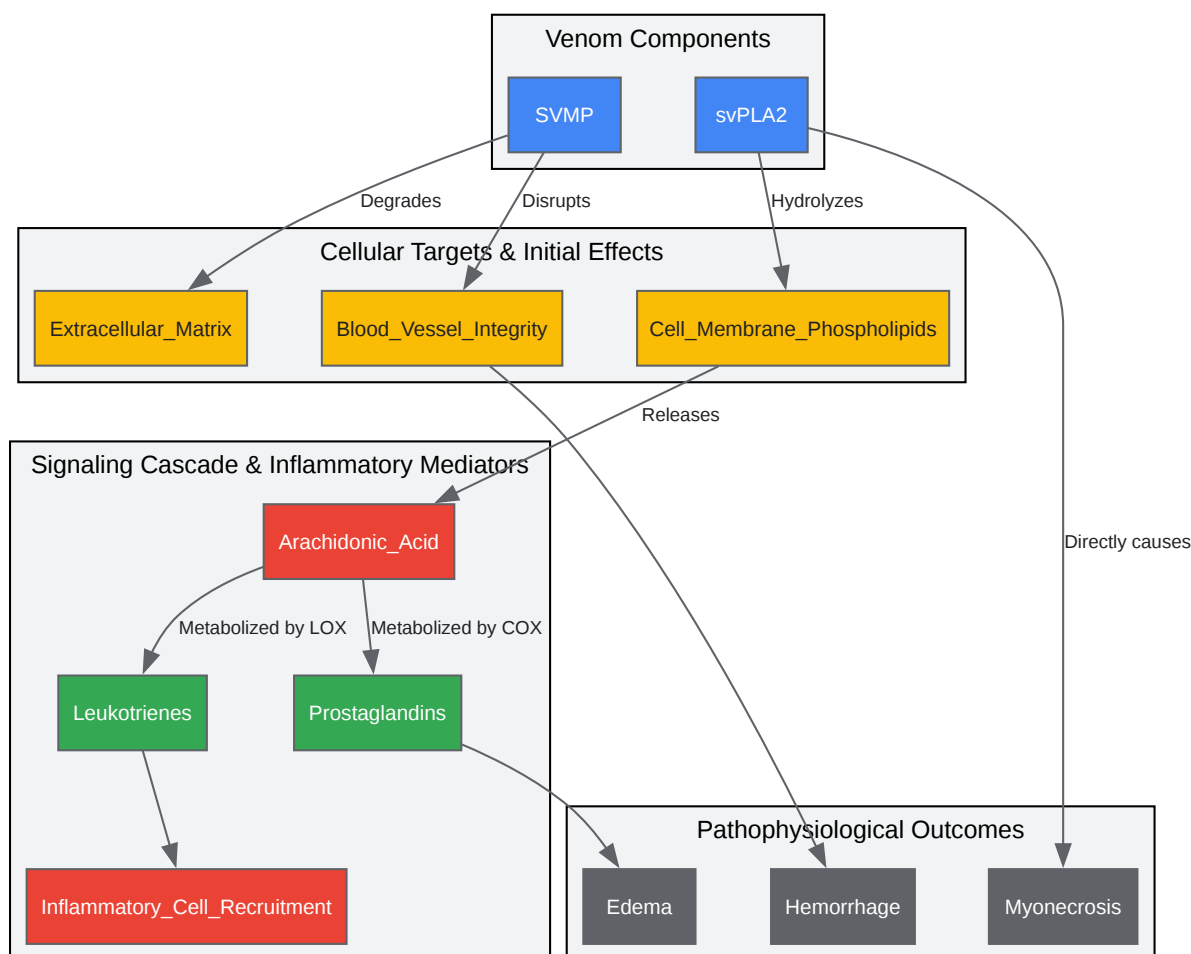 Venom Components
SVMP
svPLA2
Degrades
Disrupts
Hydrolyzes
Cellular Targets & Initial Effects
Extracellular_Matrix
Blood_Vessel_Integrity
Cell_Membrane_Phospholipids
Releases
Signaling Cascade & Inflammatory Mediators
Arachidonic_Acid
Directly causes
Metabolized by LOX
Metabolized by COX
Leukotrienes
Prostaglandins
Pathophysiological Outcomes
Inflammatory_Cell_Recruitment
Edema
Hemorrhage
Myonecrosis